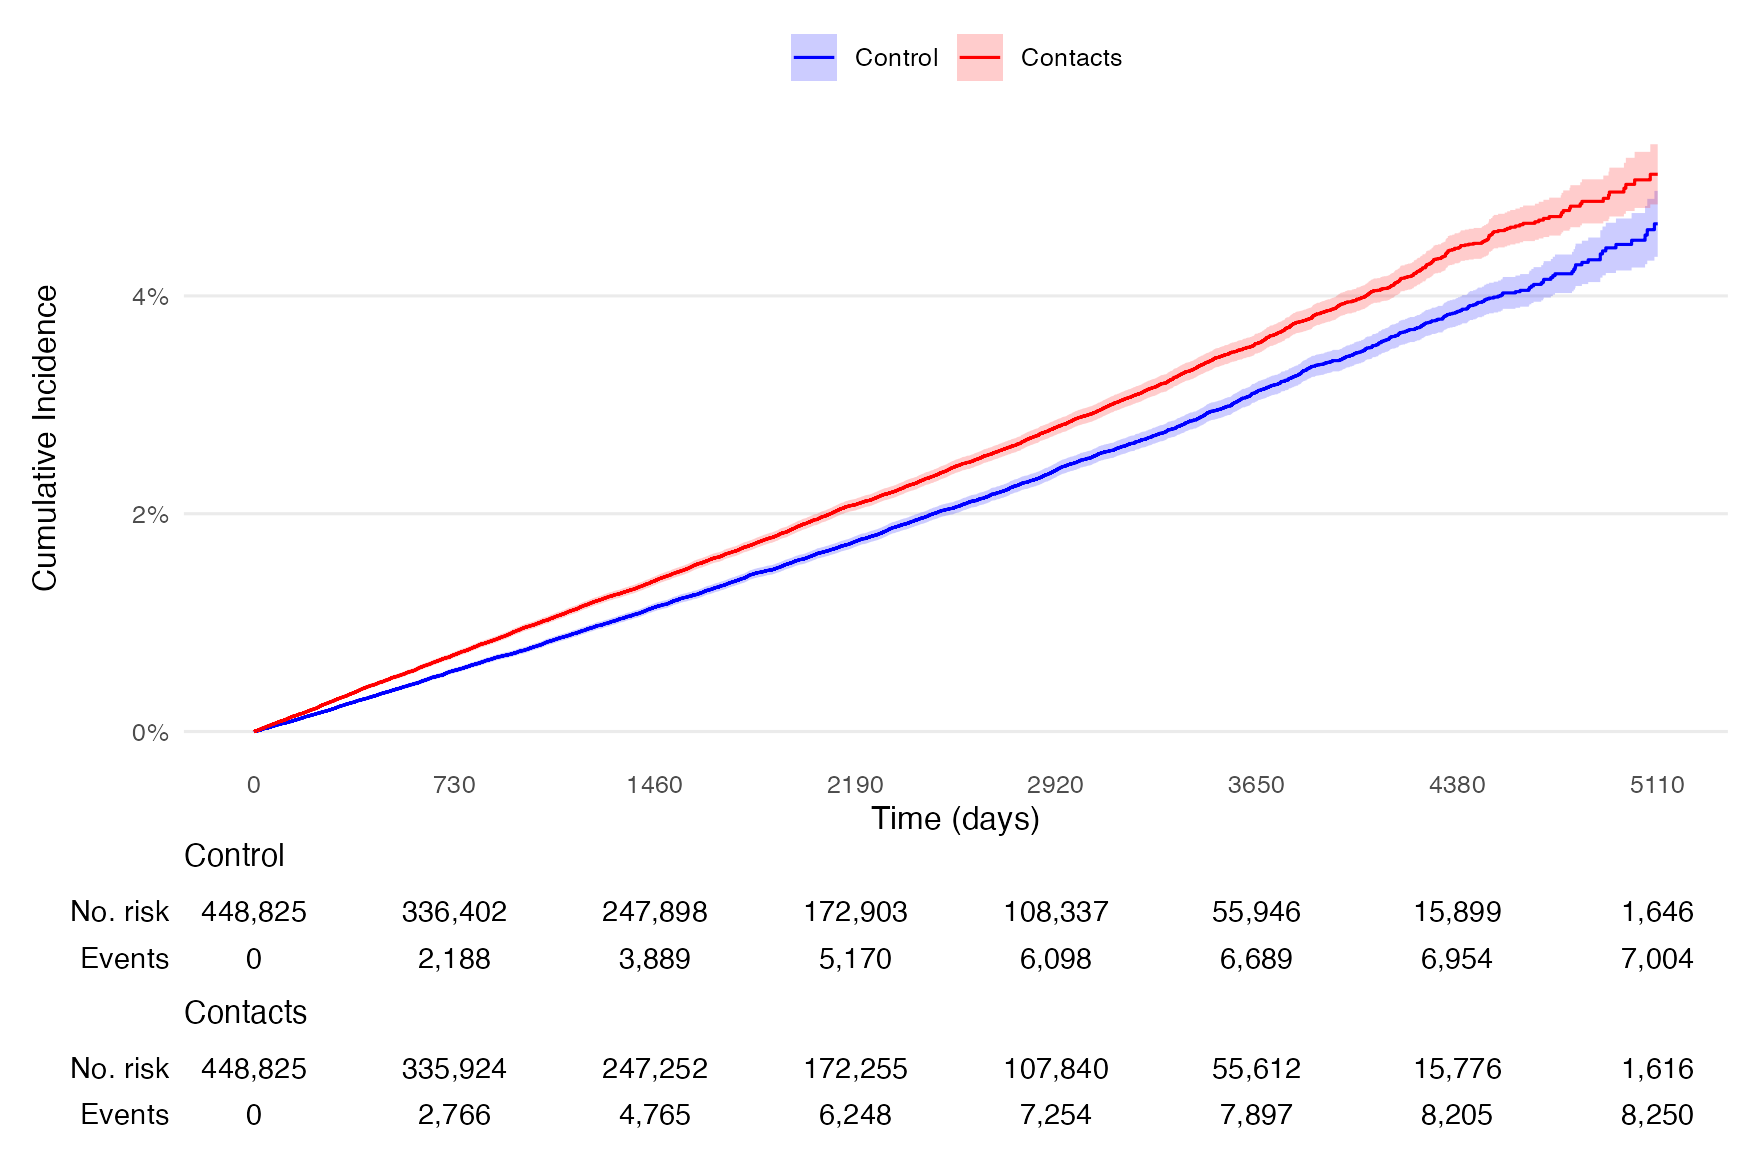 Control Contacts
Cumulative Incidence
4%
2%
0%
0 730 1460 2190 2920 3650 4380 5110
Time (days)
Control
No. risk 448,825 336,402 247,898 172,903 108,337 55,946 15,899 1,646
Events 0 2,188 3,889 5,170 6,098 6,689 6,954 7,004
Contacts
No. risk 448,825 335,924 247,252 172,255 107,840 55,612 15,776 1,616
Events 0 2,766 4,765 6,248 7,254 7,897 8,205 8,250